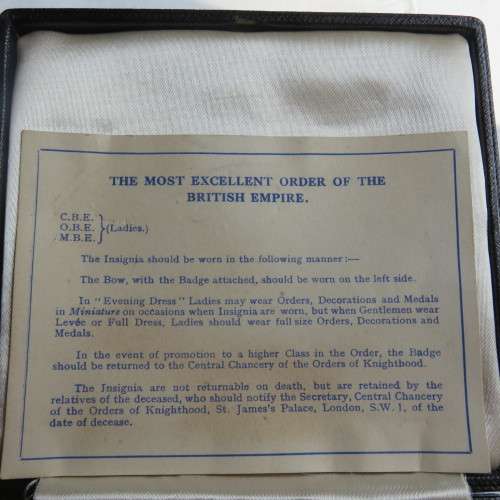 THE MOST EXCELLENT ORDER OF THE
BRITISH EMPIRE.
C.B.E.
O.B.E. } (Ladies.)
M.B.E.
The Insignia should be worn in the following manner :—
The Bow, with the Badge attached, should be worn on the left side.
In "Evening Dress" Ladies may wear Orders, Decorations and Medals
in Miniature on occasions when Insignia are worn, but when Gentlemen wear
Levée or Full Dress, Ladies should wear full size Orders, Decorations and
Medals.
In the event of promotion to a higher Class in the Order, the Badge
should be returned to the Central Chancery of the Orders of Knighthood.
The Insignia are not returnable on death, but are retained by the
relatives of the deceased, who should notify the Secretary, Central Chancery
of the Orders of Knighthood, St. James's Palace, London, S.W. 1, of the
date of decease.